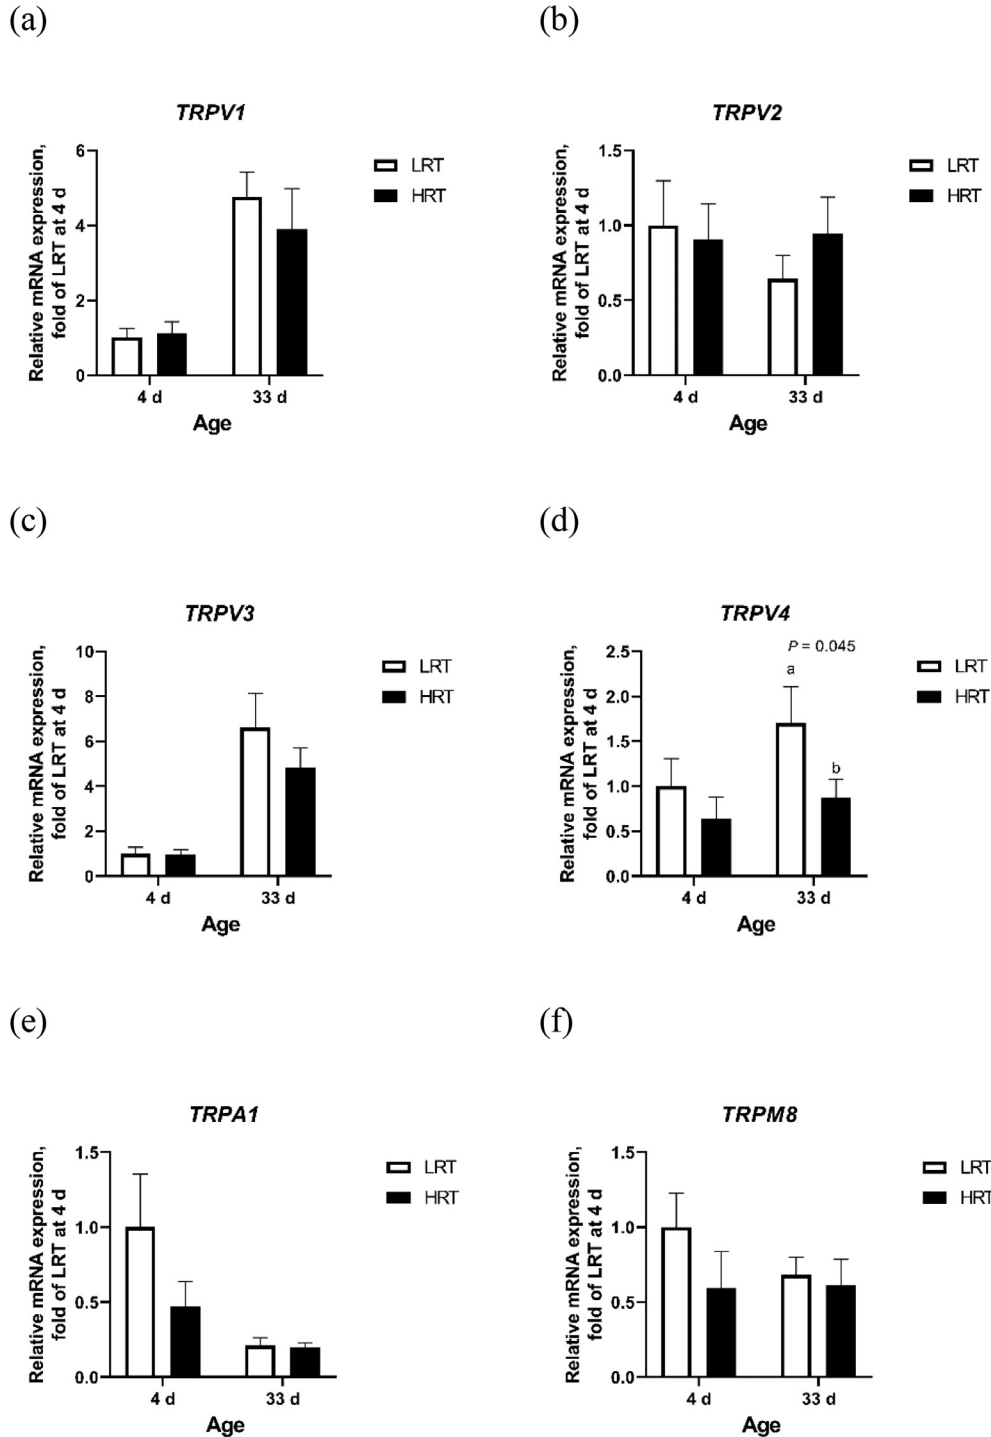 (a)
TRPV1
Relative mRNA expression,
fold of LRT at 4 d
6
4
2
0
4 d
33 d
Age
LRT
HRT
(b)
TRPV2
Relative mRNA expression,
fold of LRT at 4 d
1.5
1.0
0.5
0.0
4 d
33 d
Age
LRT
HRT
(c)
TRPV3
Relative mRNA expression,
fold of LRT at 4 d
10
8
6
4
2
0
4 d
33 d
Age
LRT
HRT
(d)
TRPV4
Relative mRNA expression,
fold of LRT at 4 d
2.5
2.0
1.5
1.0
0.5
0.0
P = 0.045
a
b
4 d
33 d
Age
LRT
HRT
(e)
TRPA1
Relative mRNA expression,
fold of LRT at 4 d
1.5
1.0
0.5
0.0
4 d
33 d
Age
LRT
HRT
(f)
TRPM8
Relative mRNA expression,
fold of LRT at 4 d
1.5
1.0
0.5
0.0
4 d
33 d
Age
LRT
HRT